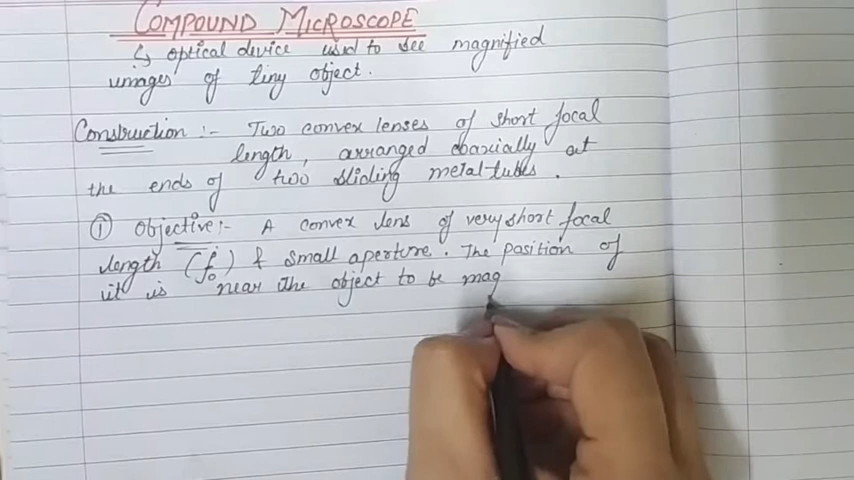 COMPOUND MICROSCOPE
↳ optical device used to see magnified
images of tiny object.
Construction :- Two convex lenses of short focal
length, arranged coaxially at
the ends of two sliding metal tubes.
① Objective:- A convex lens of very short focal
length (fo) & small aperture. The position of
it is near the object to be mag